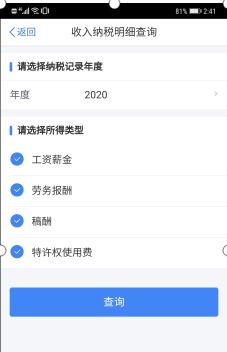 81% 2:41
返回 收入纳税明细查询
请选择纳税记录年度
年度 2020
请选择所得类型
工资薪金
劳务报酬
稿酬
特许权使用费
查询